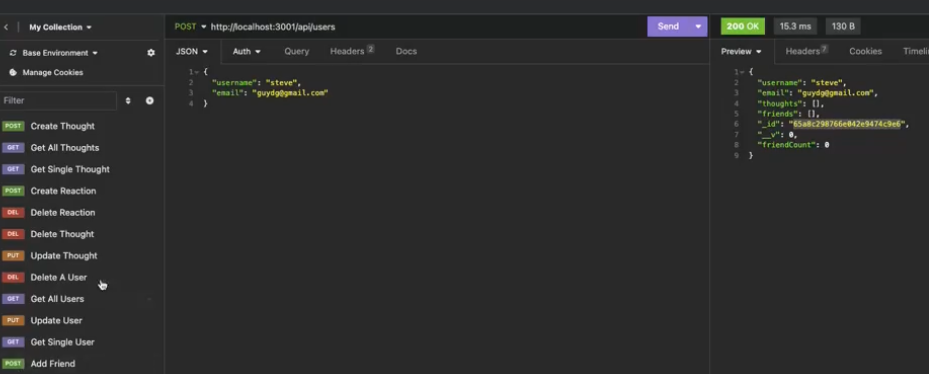 My Collection
POST http://localhost:3001/api/users
Send
200 OK
15.3 ms
130 B
Base Environment
Manage Cookies
JSON
Auth
Query
Headers 2
Docs
Preview
Headers 7
Cookies
Timeli
Filter
1 {
2 "username": "steve",
3 "email": "guydg@gmail.com"
4 }
1 {
2 "username": "steve",
3 "email": "guydg@gmail.com",
4 "thoughts": [],
5 "friends": [],
6 "_id": "65a8c298766e042e9474c9e6",
7 "__v": 0,
8 "friendCount": 0
9 }
POST Create Thought
GET Get All Thoughts
GET Get Single Thought
POST Create Reaction
DEL Delete Reaction
DEL Delete Thought
PUT Update Thought
DEL Delete A User
GET Get All Users
PUT Update User
GET Get Single User
POST Add Friend